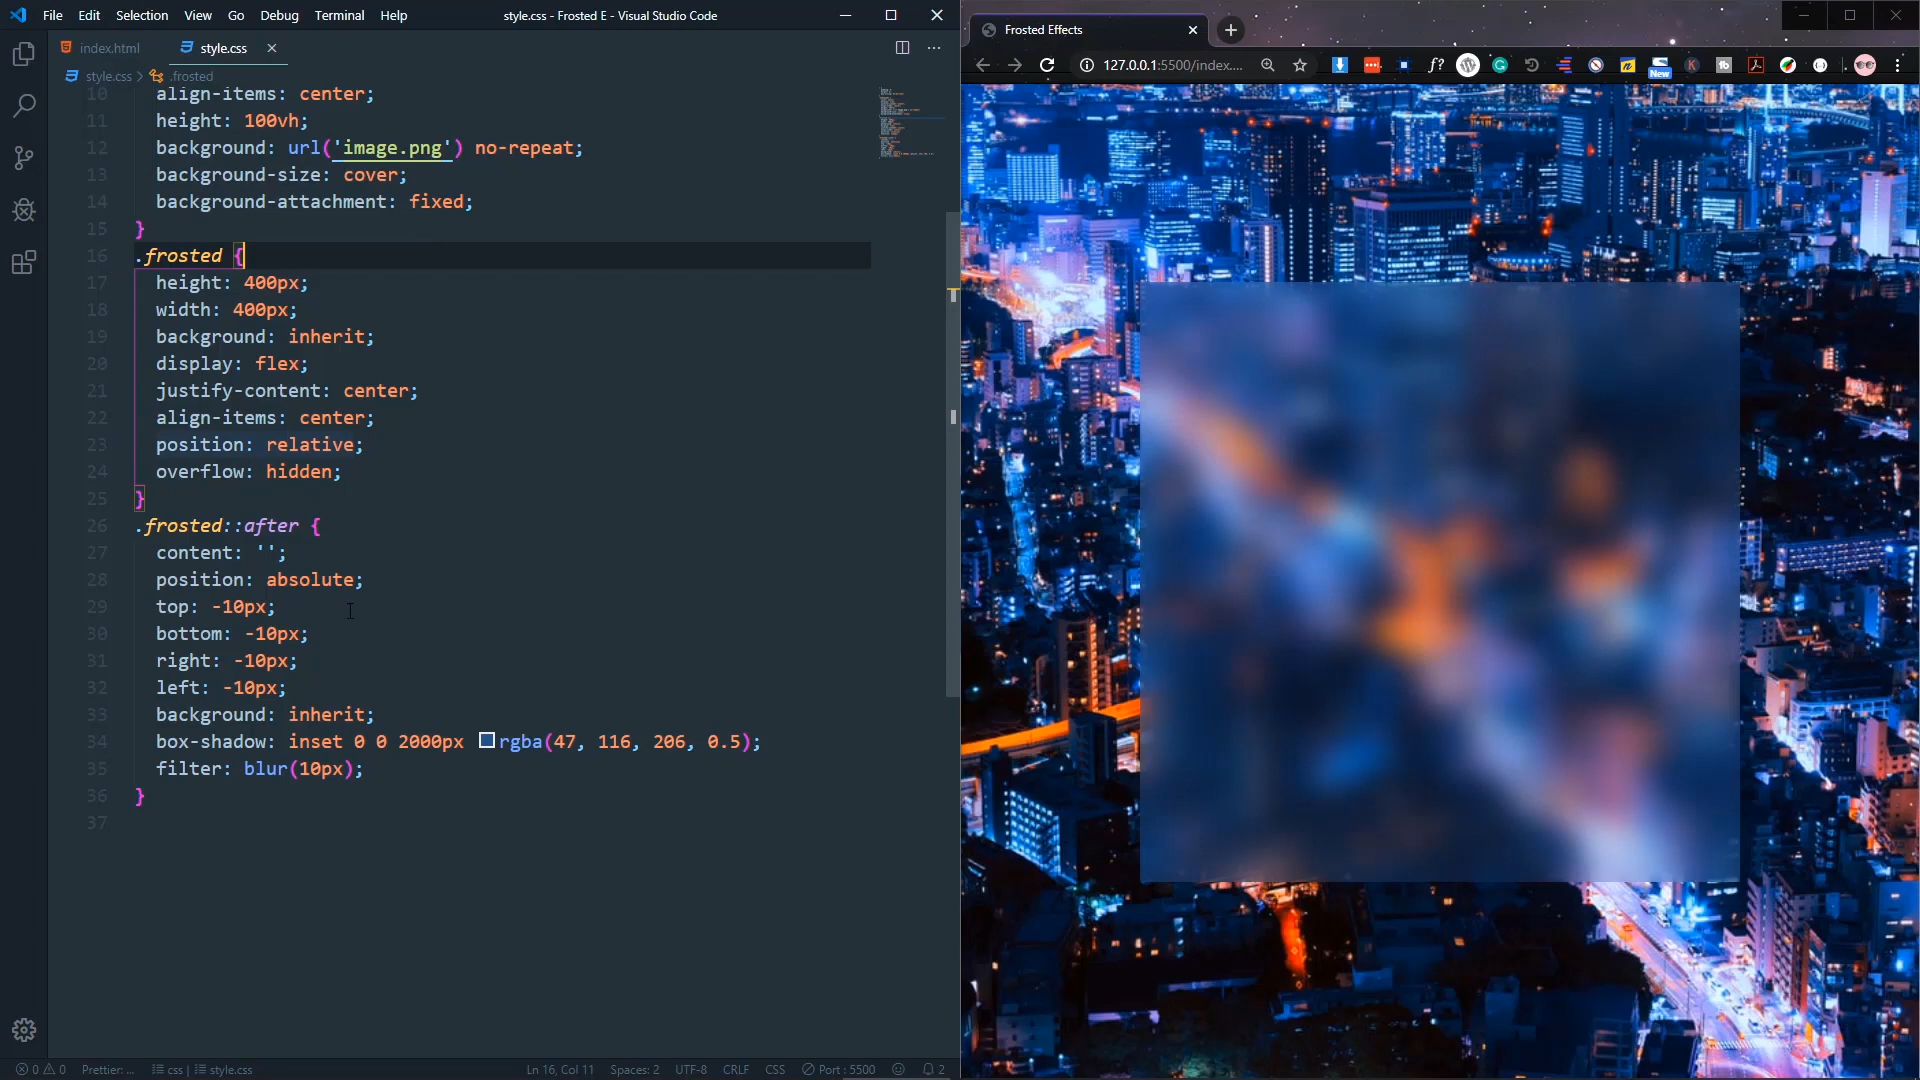 File Edit Selection View Go Debug Terminal Help
style.css - Frosted E - Visual Studio Code
index.html
style.css
style.css > .frosted
10 align-items: center;
11 height: 100vh;
12 background: url('image.png') no-repeat;
13 background-size: cover;
14 background-attachment: fixed;
15 }
16 .frosted {
17 height: 400px;
18 width: 400px;
19 background: inherit;
20 display: flex;
21 justify-content: center;
22 align-items: center;
23 position: relative;
24 overflow: hidden;
25 }
26 .frosted::after {
27 content: '';
28 position: absolute;
29 top: -10px;
30 bottom: -10px;
31 right: -10px;
32 left: -10px;
33 background: inherit;
34 box-shadow: inset 0 0 2000px rgba(47, 116, 206, 0.5);
35 filter: blur(10px);
36 }
37
0 0 Prettier: ... css | style.css
Ln 16, Col 11 Spaces: 2 UTF-8 CRLF CSS Port : 5500 2
Frosted Effects
127.0.0.1:5500/index....
f?
New